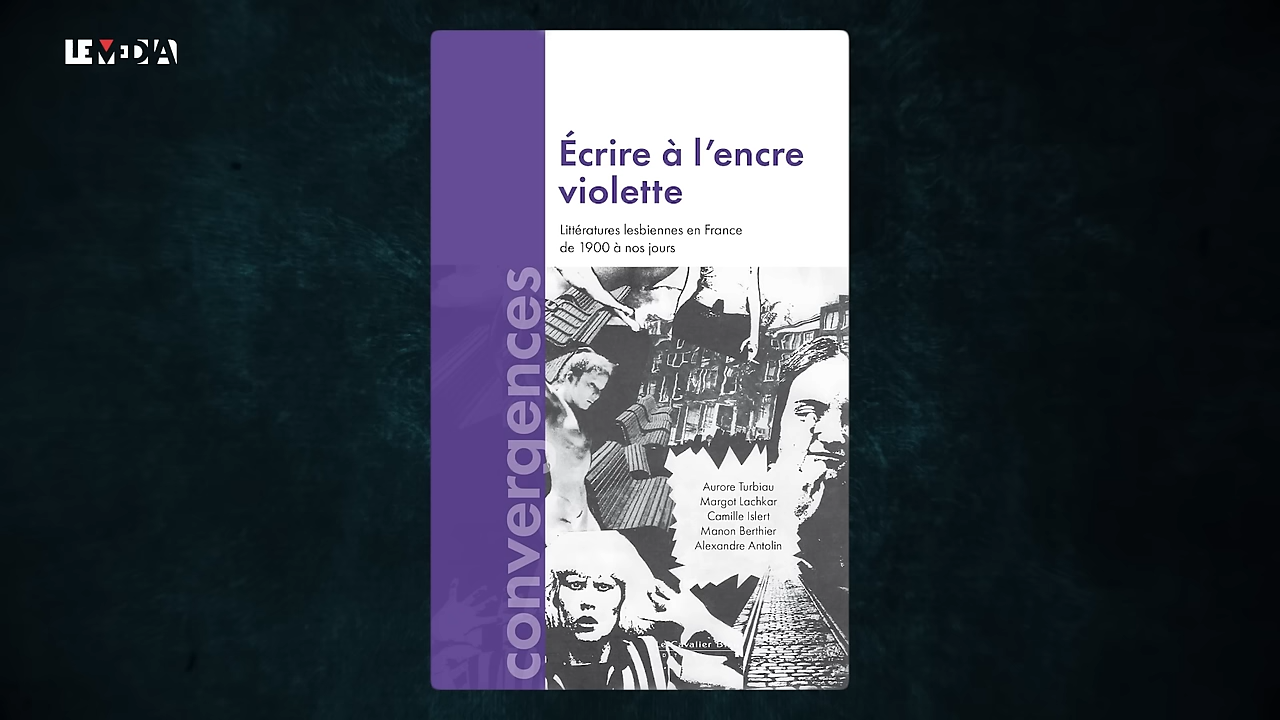 LE MEDIA
Écrire à l'encre
violette
Littératures lesbiennes en France
de 1900 à nos jours
convergences
Aurore Turbiau
Margot Lachkar
Camille Islert
Manon Berthier
Alexandre Antolin
Cavalier